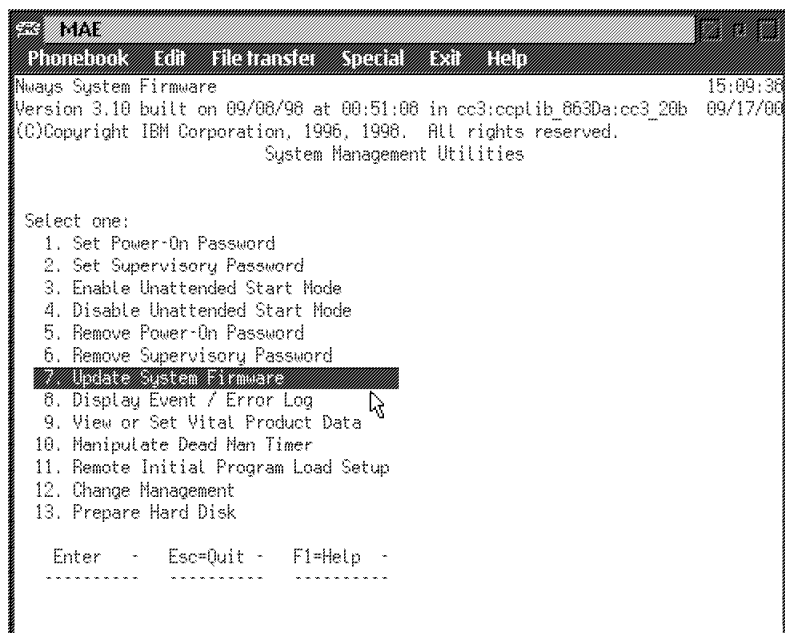 MAE
Phonebook Edit File transfer Special Exit Help
Nways System Firmware 15:09:38
Version 3.10 built on 09/08/98 at 00:51:08 in cc3:ccplib_863Da:cc3_20b 09/17/00
(C)Copyright IBM Corporation, 1996, 1998. All rights reserved.
System Management Utilities
Select one:
1. Set Power-On Password
2. Set Supervisory Password
3. Enable Unattended Start Mode
4. Disable Unattended Start Mode
5. Remove Power-On Password
6. Remove Supervisory Password
7. Update System Firmware
8. Display Event / Error Log
9. View or Set Vital Product Data
10. Manipulate Dead Man Timer
11. Remote Initial Program Load Setup
12. Change Management
13. Prepare Hard Disk
Enter - Esc=Quit - F1=Help -
---------- ---------- ----------